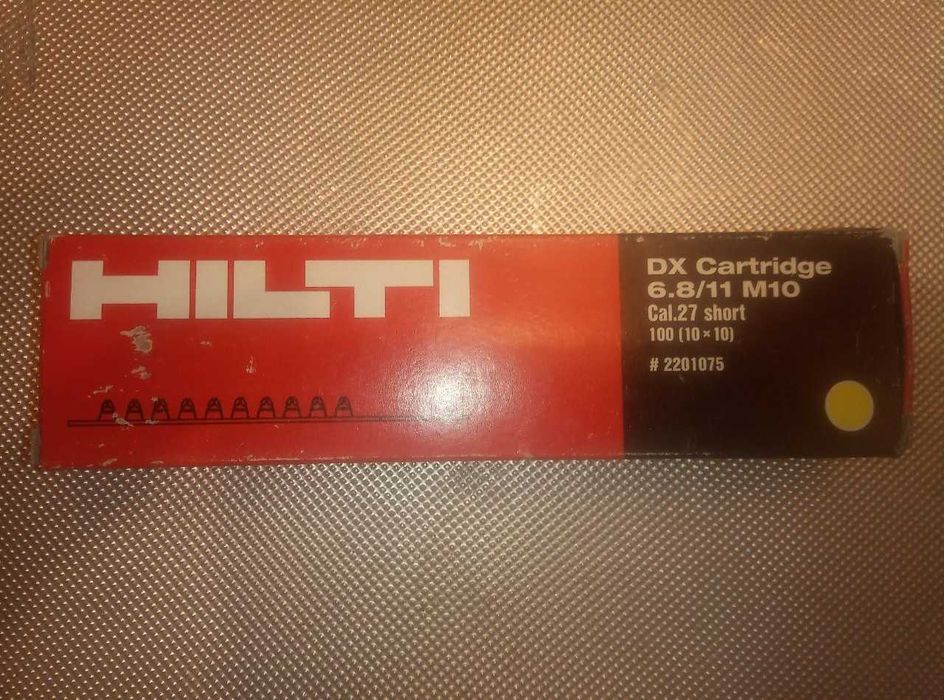 HILTI
DX Cartridge
6.8/11 M10
Cal.27 short
100 (10 × 10)
# 2201075